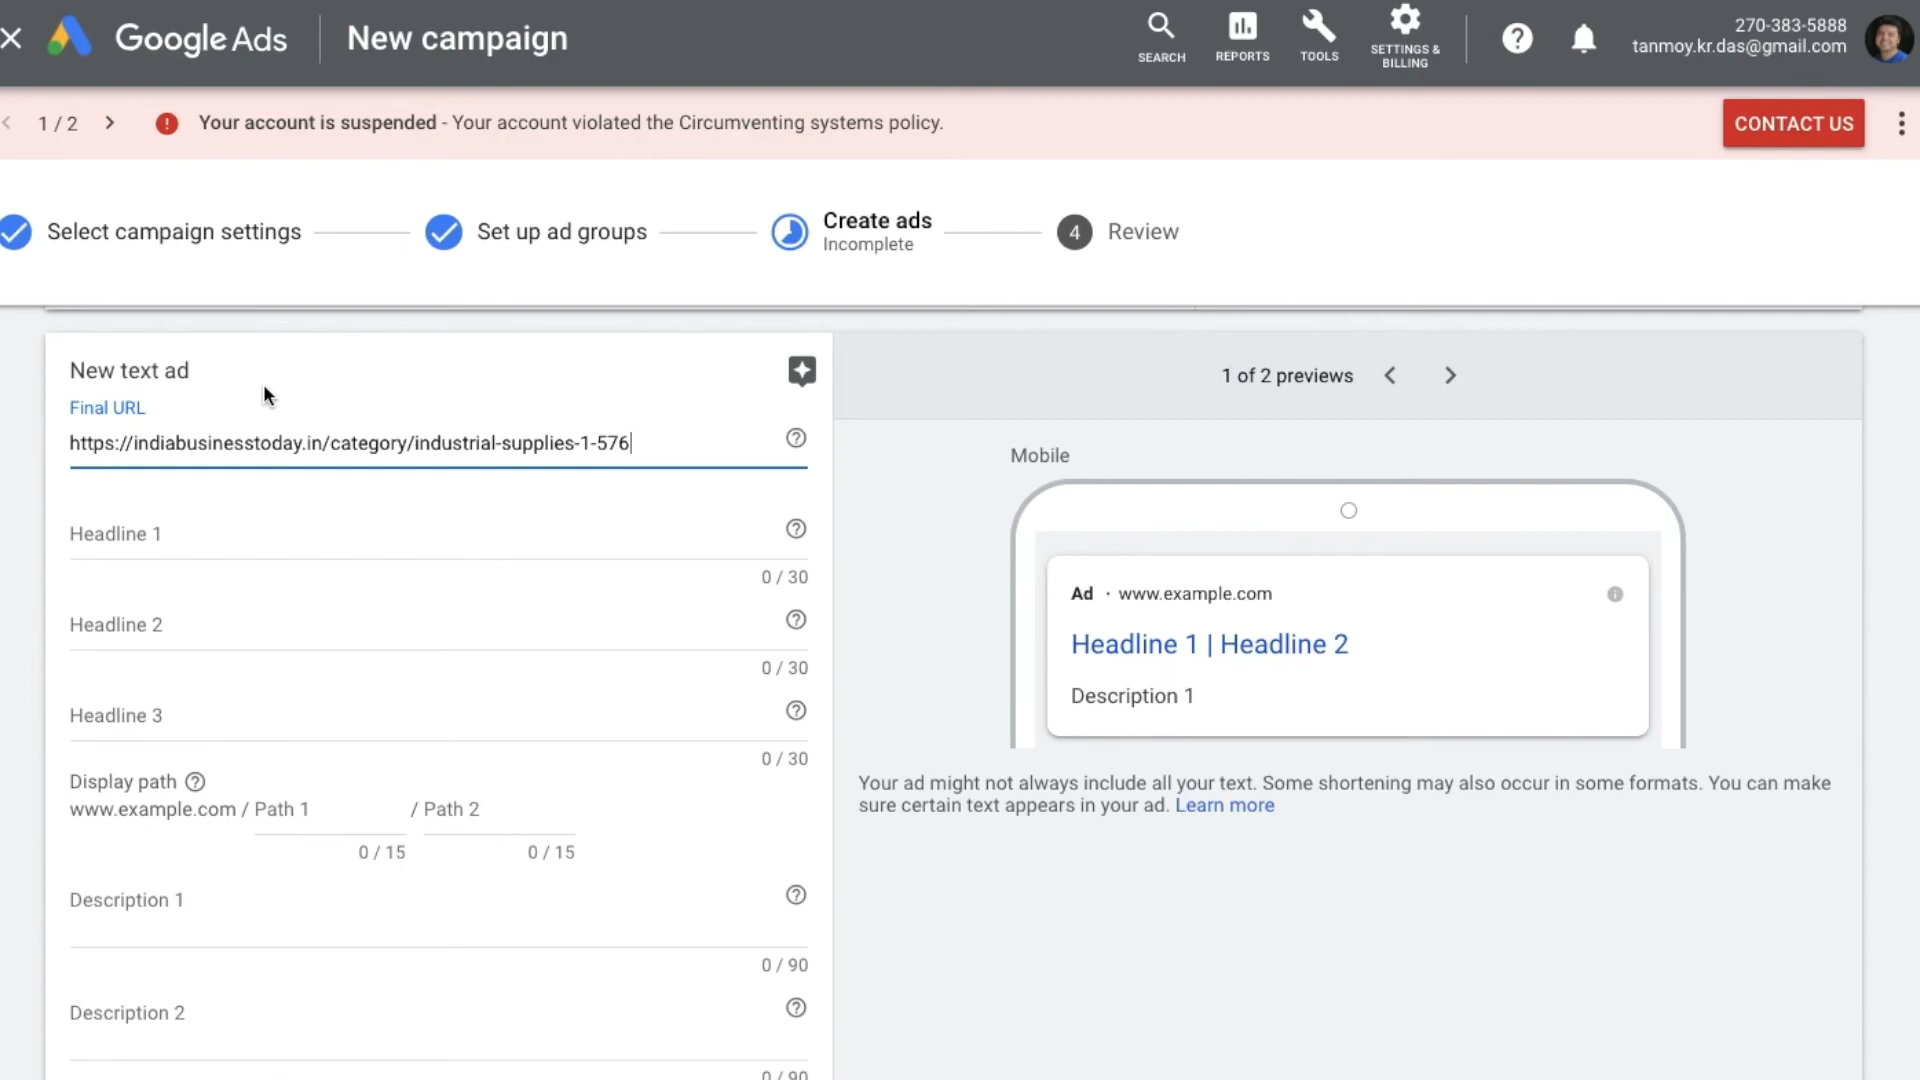 Google Ads
New campaign
SEARCH
REPORTS
TOOLS
SETTINGS &
BILLING
270-383-5888
tanmoy.kr.das@gmail.com
1 / 2
Your account is suspended - Your account violated the Circumventing systems policy.
CONTACT US
Select campaign settings
Set up ad groups
Create ads
Incomplete
4
Review
New text ad
Final URL
https://indiabusinesstoday.in/category/industrial-supplies-1-576
Headline 1
0 / 30
Headline 2
0 / 30
Headline 3
0 / 30
Display path
www.example.com / Path 1 / Path 2
0 / 15 0 / 15
Description 1
0 / 90
Description 2
0 / 90
1 of 2 previews
Mobile
Ad · www.example.com
Headline 1 | Headline 2
Description 1
Your ad might not always include all your text. Some shortening may also occur in some formats. You can make
sure certain text appears in your ad. Learn more